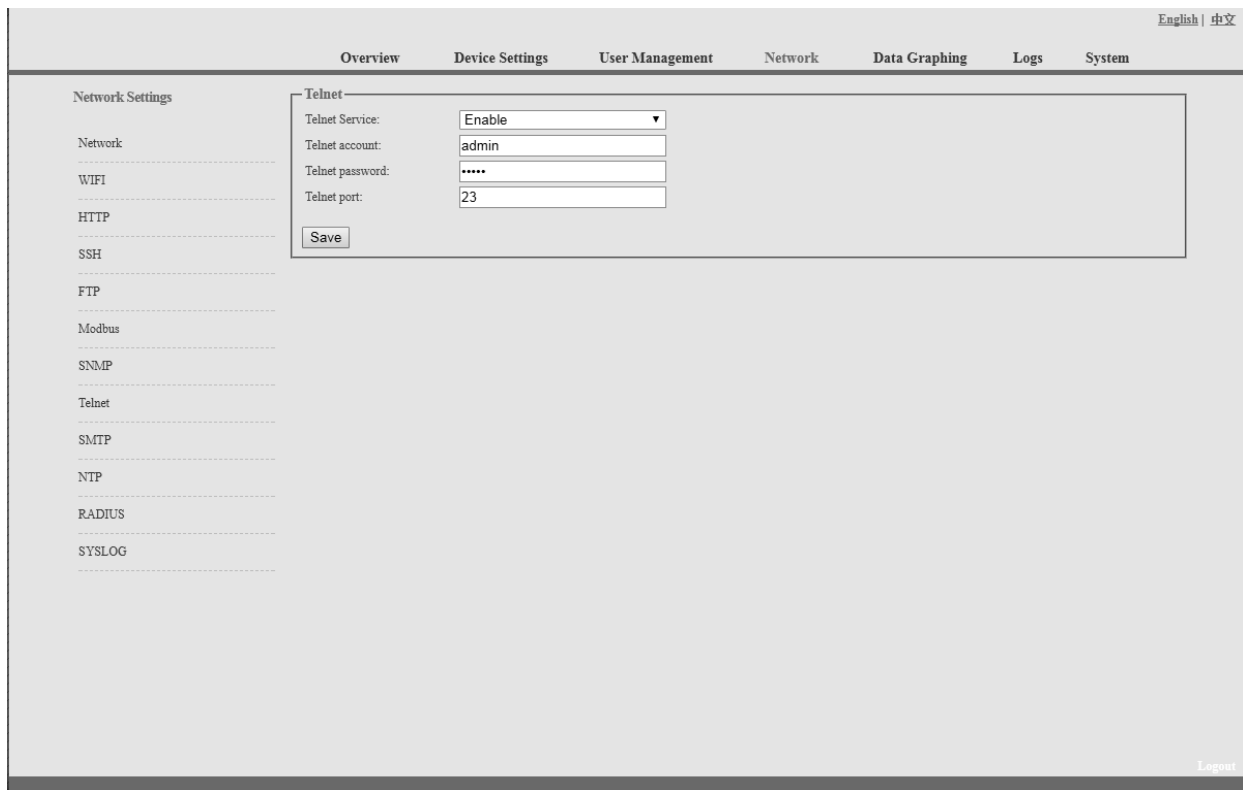 English | 中文
Overview Device Settings User Management Network Data Graphing Logs System
Network Settings
Network
WIFI
HTTP
SSH
FTP
Modbus
SNMP
Telnet
SMTP
NTP
RADIUS
SYSLOG
Telnet
Telnet Service: Enable
Telnet account: admin
Telnet password: •••••
Telnet port: 23
Save
Logout